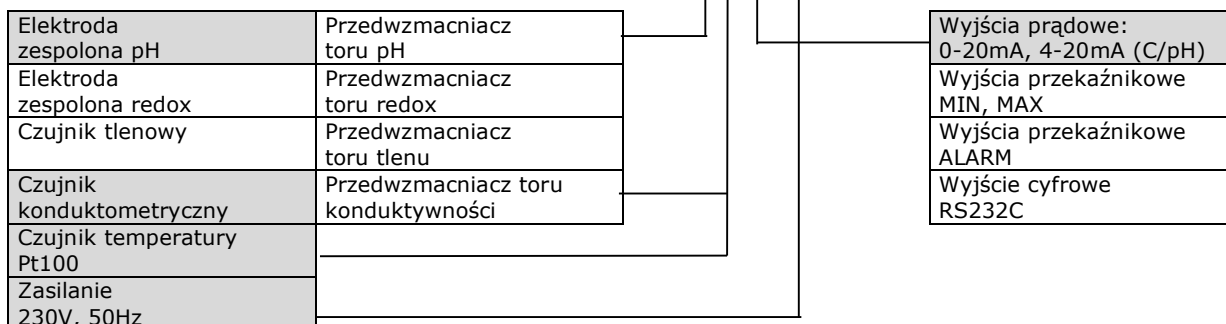 Elektroda
zespolona pH
Przedwzmacniacz
toru pH
Elektroda
zespolona redox
Przedwzmacniacz
toru redox
Czujnik tlenowy
Przedwzmacniacz
toru tlenu
Czujnik
konduktometryczny
Przedwzmacniacz toru
konduktywności
Czujnik temperatury
Pt100
Zasilanie
230V, 50Hz
Wyjścia prądowe:
0-20mA, 4-20mA (C/pH)
Wyjścia przekaźnikowe
MIN, MAX
Wyjścia przekaźnikowe
ALARM
Wyjście cyfrowe
RS232C